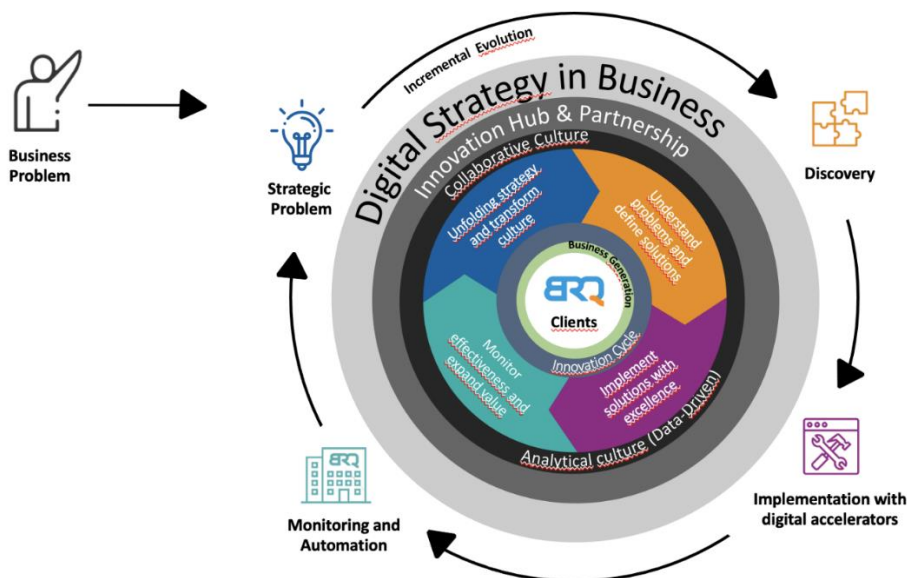 Business
Problem
Strategic
Problem
Incremental Evolution
Digital Strategy in Business
Innovation Hub & Partnership
Collaborative Culture
Unfolding strategy
and transform
culture
Understand
problems and
define solutions
Business Generation
BRQ
Clients
Innovation Cycle
Monitor
effectiveness and
expand value
Implement
solutions with
excellence
Analytical culture (Data-Driven)
Discovery
Implementation with
digital accelerators
BRQ
Monitoring and
Automation